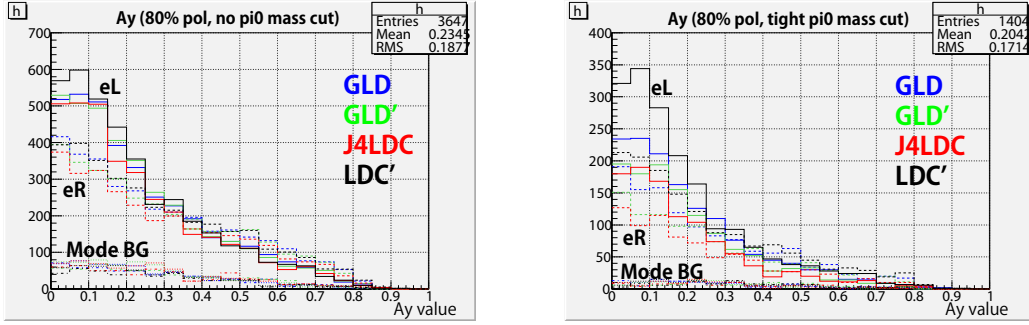 h
Ay (80% pol, no pi0 mass cut)
h
Entries 3647
Mean 0.2345
RMS 0.1877
700
600
500
400
300
200
100
0
0 0.1 0.2 0.3 0.4 0.5 0.6 0.7 0.8 0.9 1
Ay value
eL
eR
Mode BG
GLD
GLD'
J4LDC
LDC'
h
Ay (80% pol, tight pi0 mass cut)
h
Entries 1404
Mean 0.2042
RMS 0.1714
400
350
300
250
200
150
100
50
0
0 0.1 0.2 0.3 0.4 0.5 0.6 0.7 0.8 0.9 1
Ay value
eL
eR
Mode BG
GLD
GLD'
J4LDC
LDC'